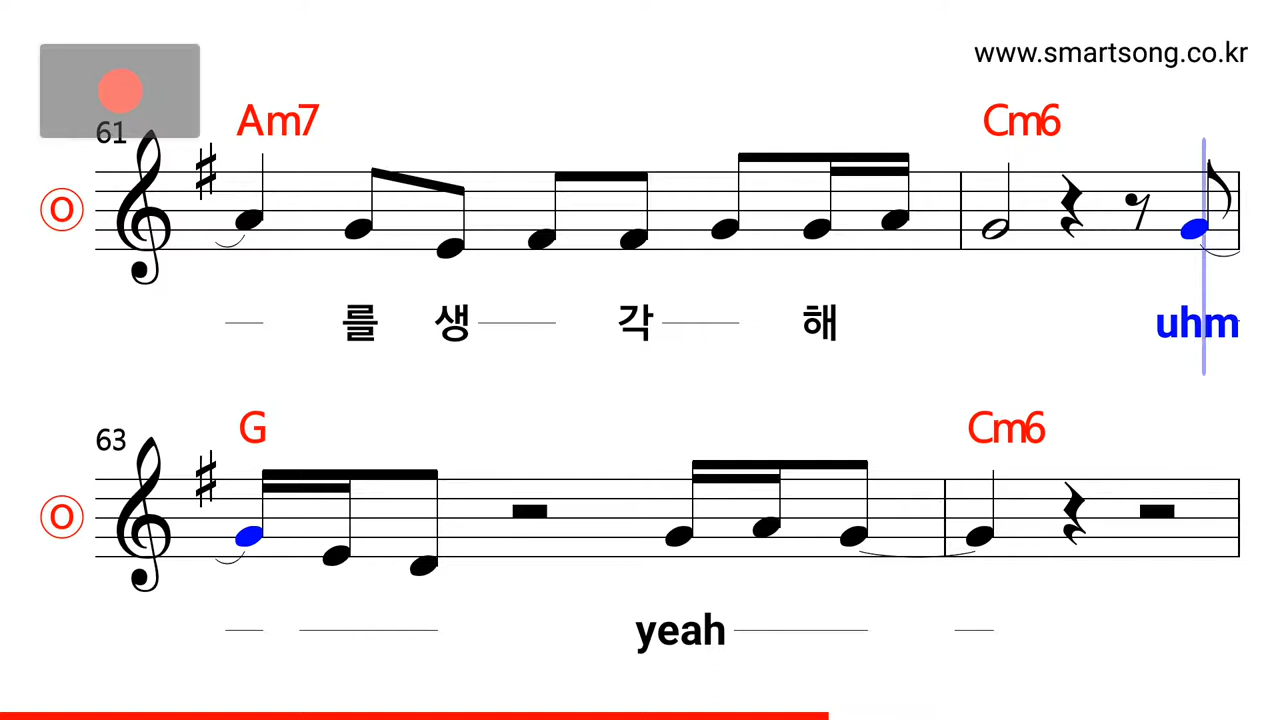 www.smartsong.co.kr
61 Am7 Cm6
O
를 생 각 해 uhm
63 G Cm6
O
yeah